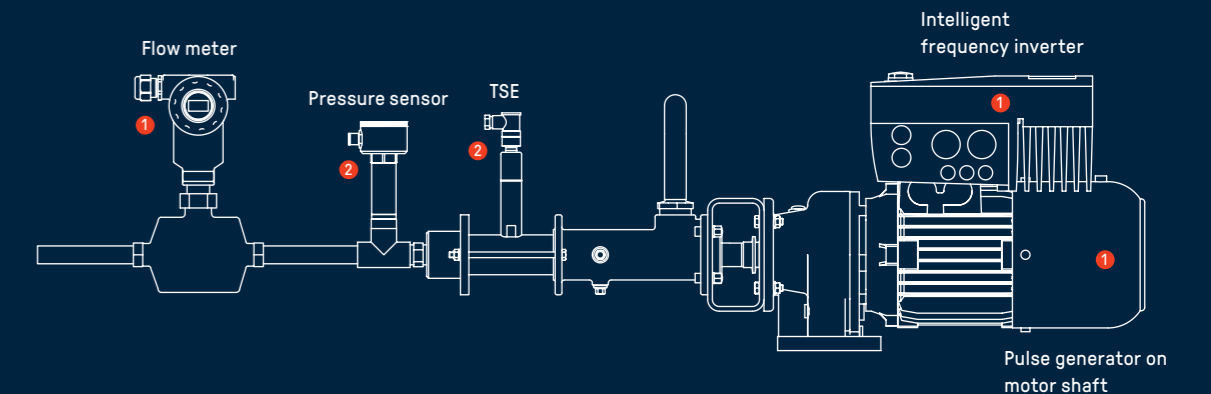 Intelligent
frequency inverter
Flow meter
Pressure sensor
TSE
1
2
2
1
1
Pulse generator on
motor shaft